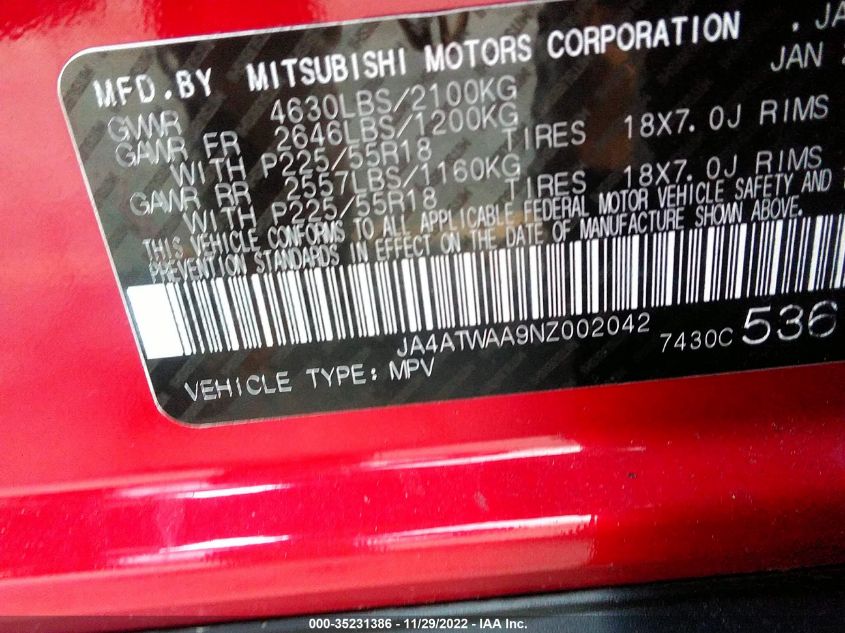 MFD. BY MITSUBISHI MOTORS CORPORATION . JA
GVWR 4630LBS/2100KG JAN
GAWR FR 2646LBS/1200KG
WITH P225/55R18 TIRES 18X7.0J RIMS
GAWR RR 2557LBS/1160KG
WITH P225/55R18 TIRES 18X7.0J RIMS
THIS VEHICLE CONFORMS TO ALL APPLICABLE FEDERAL MOTOR VEHICLE SAFETY AND
PREVENTION STANDARDS IN EFFECT ON THE DATE OF MANUFACTURE SHOWN ABOVE.
JA4ATWAA9NZ002042 7430C 536
VEHICLE TYPE: MPV
000-35231386 - 11/29/2022 - IAA Inc.